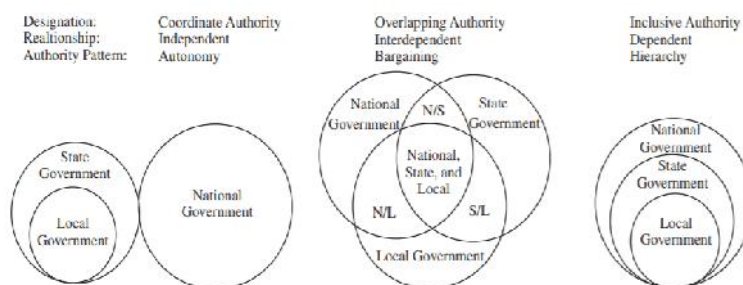 Designation:
Realtionship:
Authority Pattern:
Coordinate Authority
Independent
Autonomy
Overlapping Authority
Interdependent
Bargaining
Inclusive Authority
Dependent
Hierarchy
State
Government
Local
Government
National
Government
National
Government
N/S
State
Government
National,
State, and
Local
N/L
S/L
Local Government
National
Government
State
Government
Local
Government